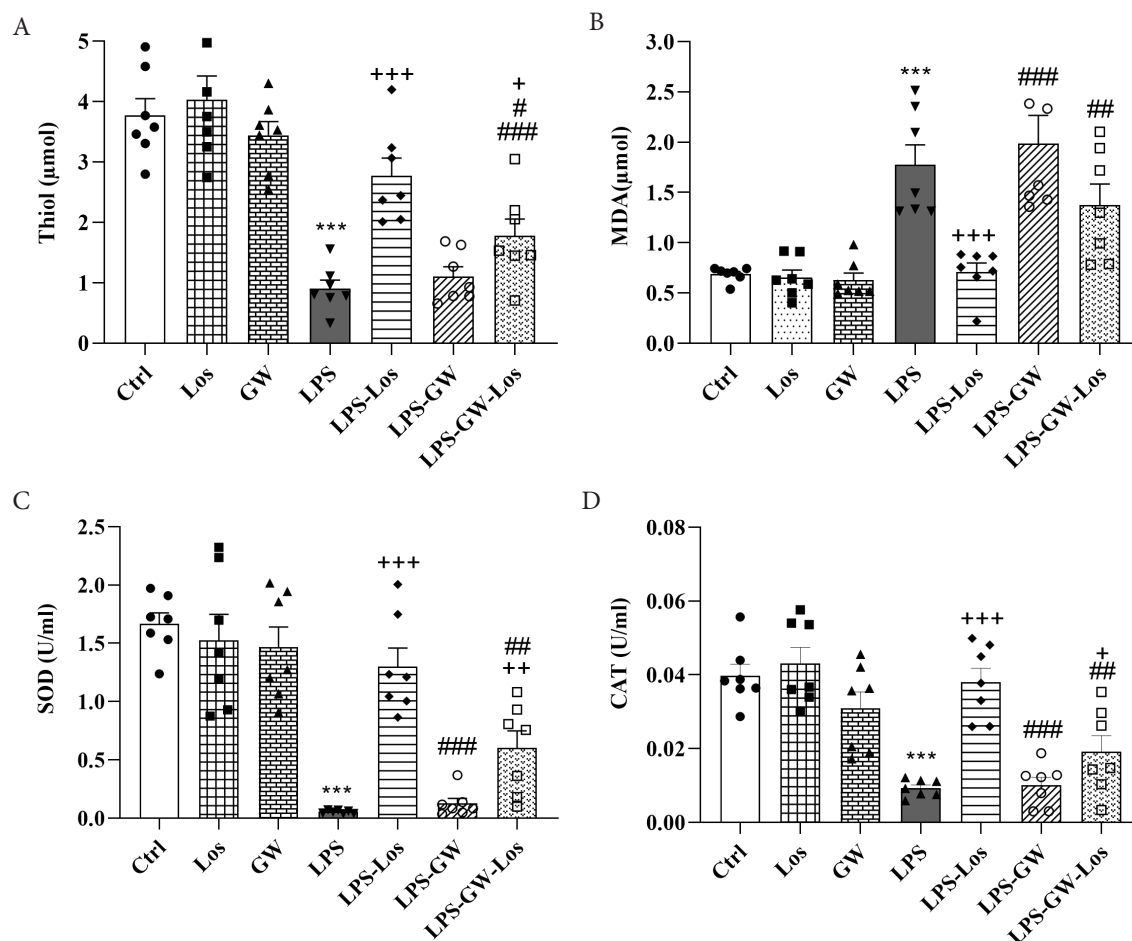 A
Thiol (µmol)
5
4
3
2
1
0
***
+++
+
#
###
Ctrl
Los
GW
LPS
LPS-Los
LPS-GW
LPS-GW-Los
B
MDA(µmol)
3.0
2.5
2.0
1.5
1.0
0.5
0.0
***
+++
###
##
Ctrl
Los
GW
LPS
LPS-Los
LPS-GW
LPS-GW-Los
C
SOD (U/ml)
2.5
2.0
1.5
1.0
0.5
0.0
***
+++
###
##
++
Ctrl
Los
GW
LPS
LPS-Los
LPS-GW
LPS-GW-Los
D
CAT (U/ml)
0.08
0.06
0.04
0.02
0.00
***
+++
###
+
##
Ctrl
Los
GW
LPS
LPS-Los
LPS-GW
LPS-GW-Los